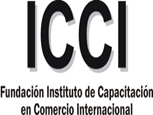 ICCI
Fundación Instituto de Capacitación
en Comercio Internacional